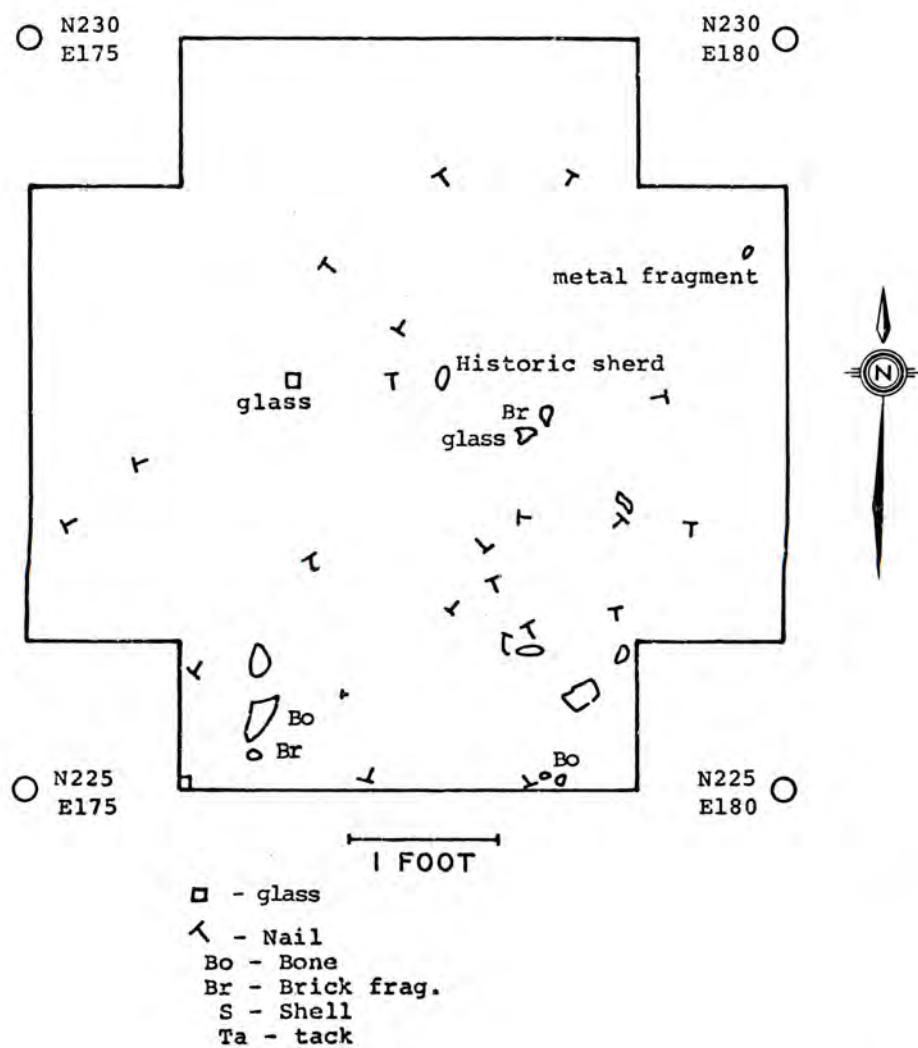 N230
E175
N230
E180
metal fragment
Historic sherd
glass
Br
glass
N
Bo
Br
Bo
N225
E175
N225
E180
1 FOOT
- glass
- Nail
Bo - Bone
Br - Brick frag.
S - Shell
Ta - tack